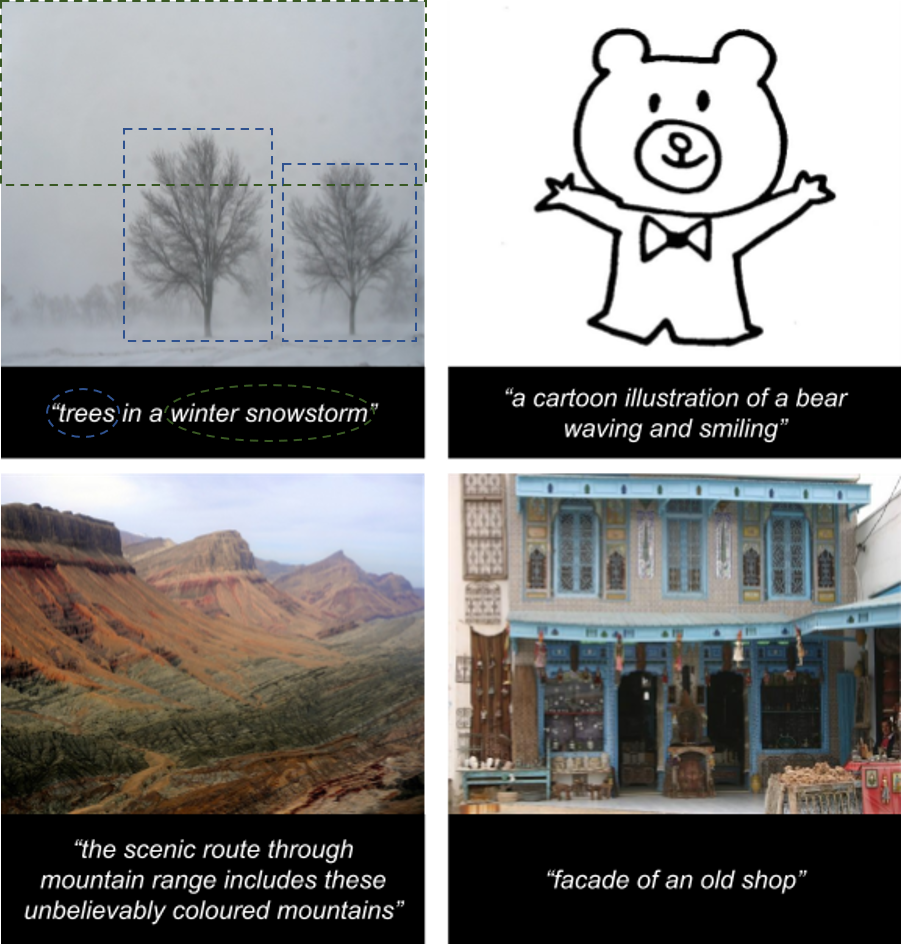 “trees in a winter snowstorm”
“a cartoon illustration of a bear
waving and smiling”
“the scenic route through
mountain range includes these
unbelievably coloured mountains”
“facade of an old shop”